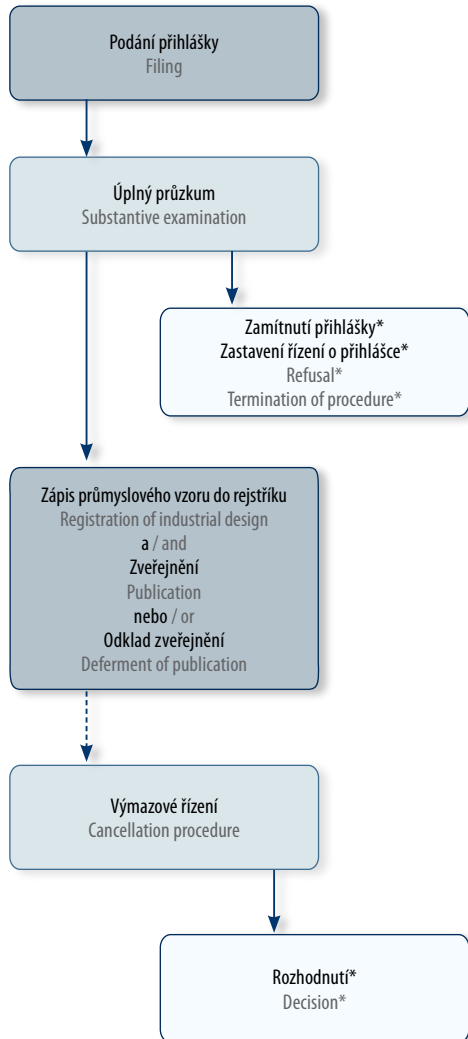 Podání přihlášky
Filing
Úplný průzkum
Substantive examination
Zamítnutí přihlášky*
Zastavení řízení o přihlášce*
Refusal*
Termination of procedure*
Zápis průmyslového vzoru do rejstříku
Registration of industrial design
a / and
Zveřejnění
Publication
nebo / or
Odklad zveřejnění
Deferment of publication
Výmazové řízení
Cancellation procedure
Rozhodnutí*
Decision*